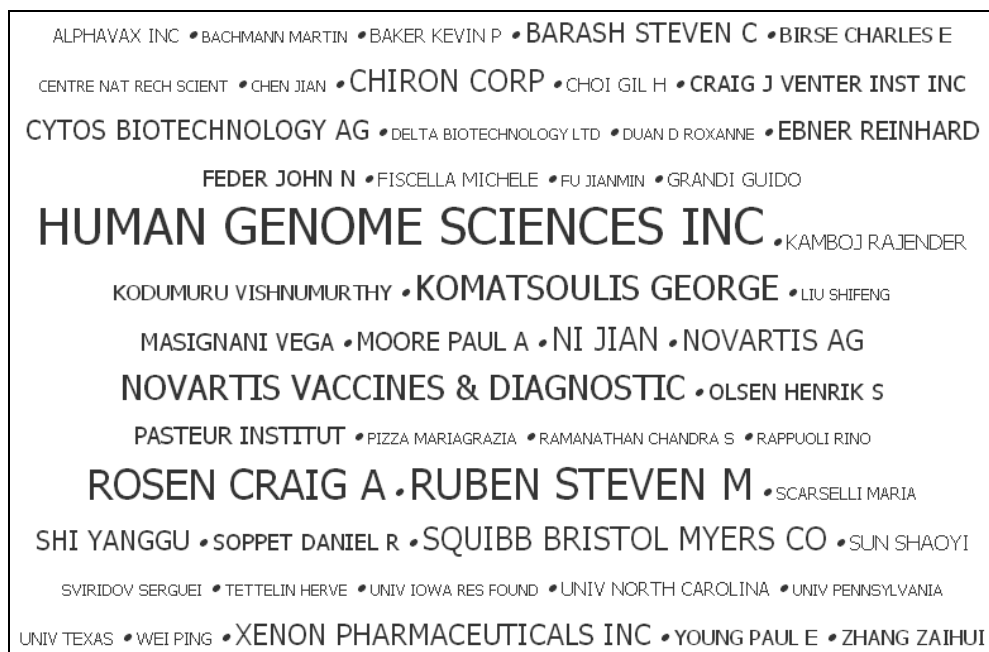 ALPHAVAX INC • BACHMANN MARTIN • BAKER KEVIN P • BARASH STEVEN C • BIRSE CHARLES E
CENTRE NAT RECH SCIENT • CHEN JIAN • CHIRON CORP • CHOI GIL H • CRAIG J VENTER INST INC
CYTOS BIOTECHNOLOGY AG • DELTA BIOTECHNOLOGY LTD • DUAN D ROXANNE • EBNER REINHARD
FEDER JOHN N • FISCELLA MICHELE • FU JIANMIN • GRANDI GUIDO
HUMAN GENOME SCIENCES INC • KAMBOJ RAJENDER
KODUMURU VISHNUMURTHY • KOMATSOULIS GEORGE • LIU SHIFENG
MASIGNANI VEGA • MOORE PAUL A • NI JIAN • NOVARTIS AG
NOVARTIS VACCINES & DIAGNOSTIC • OLSEN HENRIK S
PASTEUR INSTITUT • PIZZA MARIAGRAZIA • RAMANATHAN CHANDRA S • RAPPUOLI RINO
ROSEN CRAIG A • RUBEN STEVEN M • SCARSELLI MARIA
SHI YANGGU • SOPPET DANIEL R • SQUIBB BRISTOL MYERS CO • SUN SHAOYI
SVIRIDOV SERGUEI • TETTELIN HERVE • UNIV IOWA RES FOUND • UNIV NORTH CAROLINA • UNIV PENNSYLVANIA
UNIV TEXAS • WEI PING • XENON PHARMACEUTICALS INC • YOUNG PAUL E • ZHANG ZAIHUI